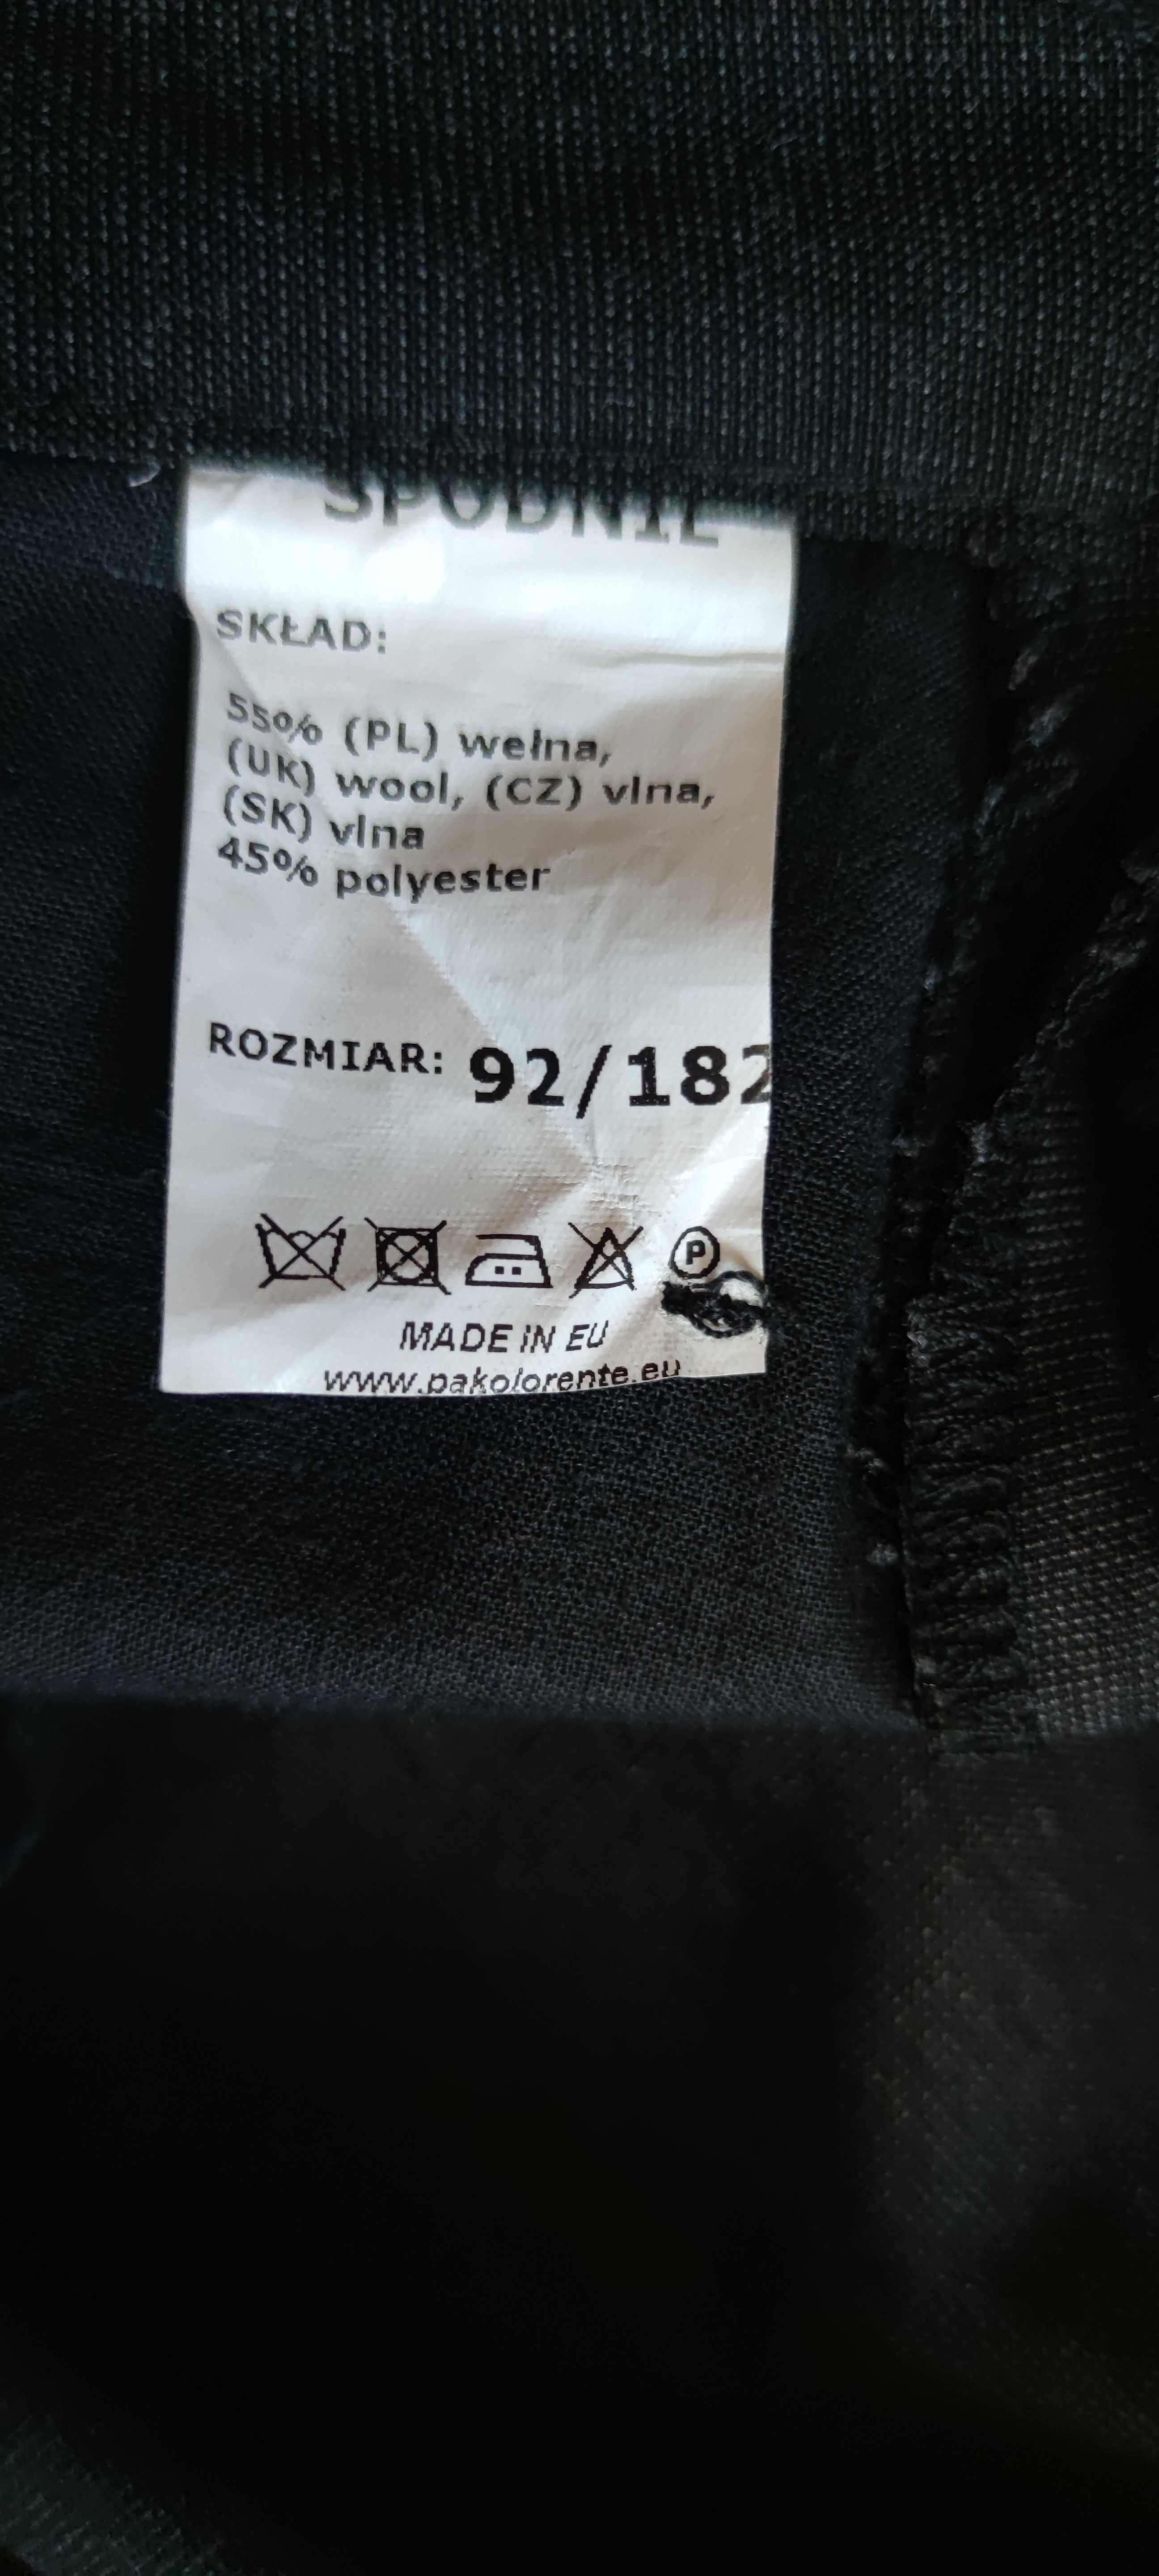 SPODNIE
SKŁAD:
55% (PL) wełna,
(UK) wool, (CZ) vlna,
(SK) vlna
45% polyester
ROZMIAR: 92/182
P
MADE IN EU
www.pakolorente.eu